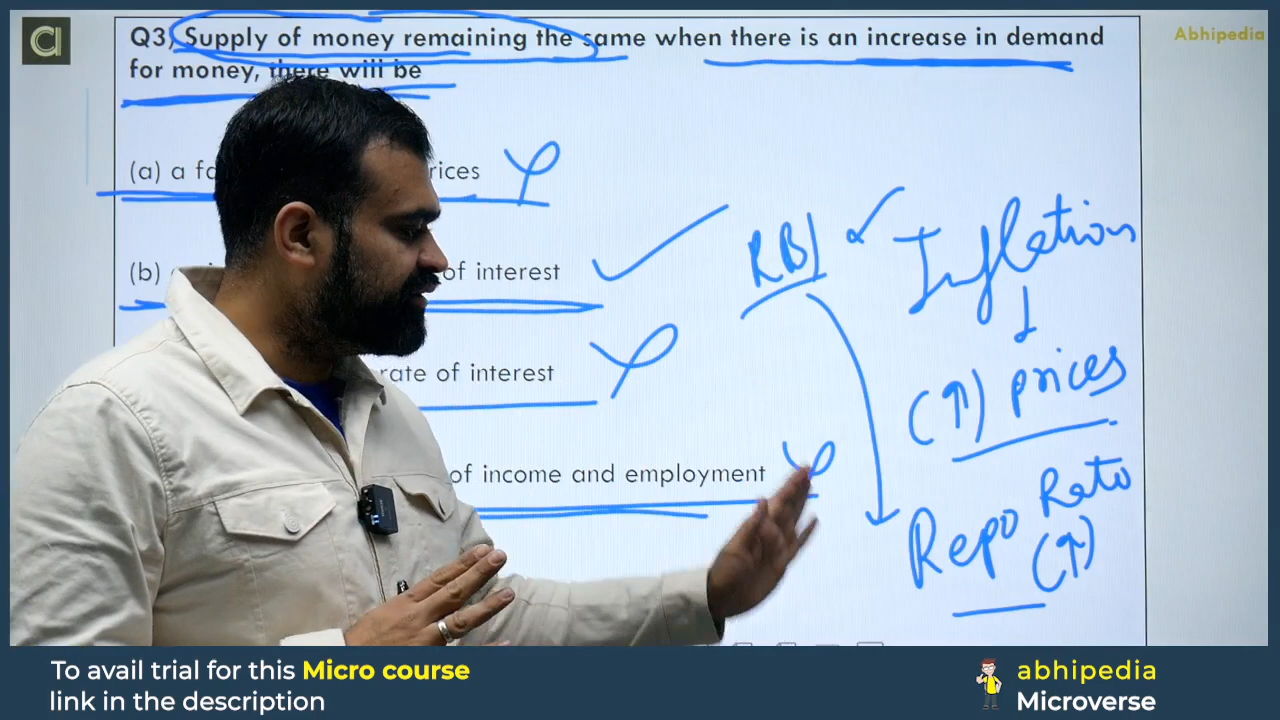 Abhipedia
Q3, Supply of money remaining the same when there is an increase in demand
for money, there will be
(a) a fa
rices
(b)
of interest
rate of interest
of income and employment
RBI
Inflation
(↑) prices
Repo Rate
(↑)
To avail trial for this Micro course
link in the description
abhipedia
Microverse